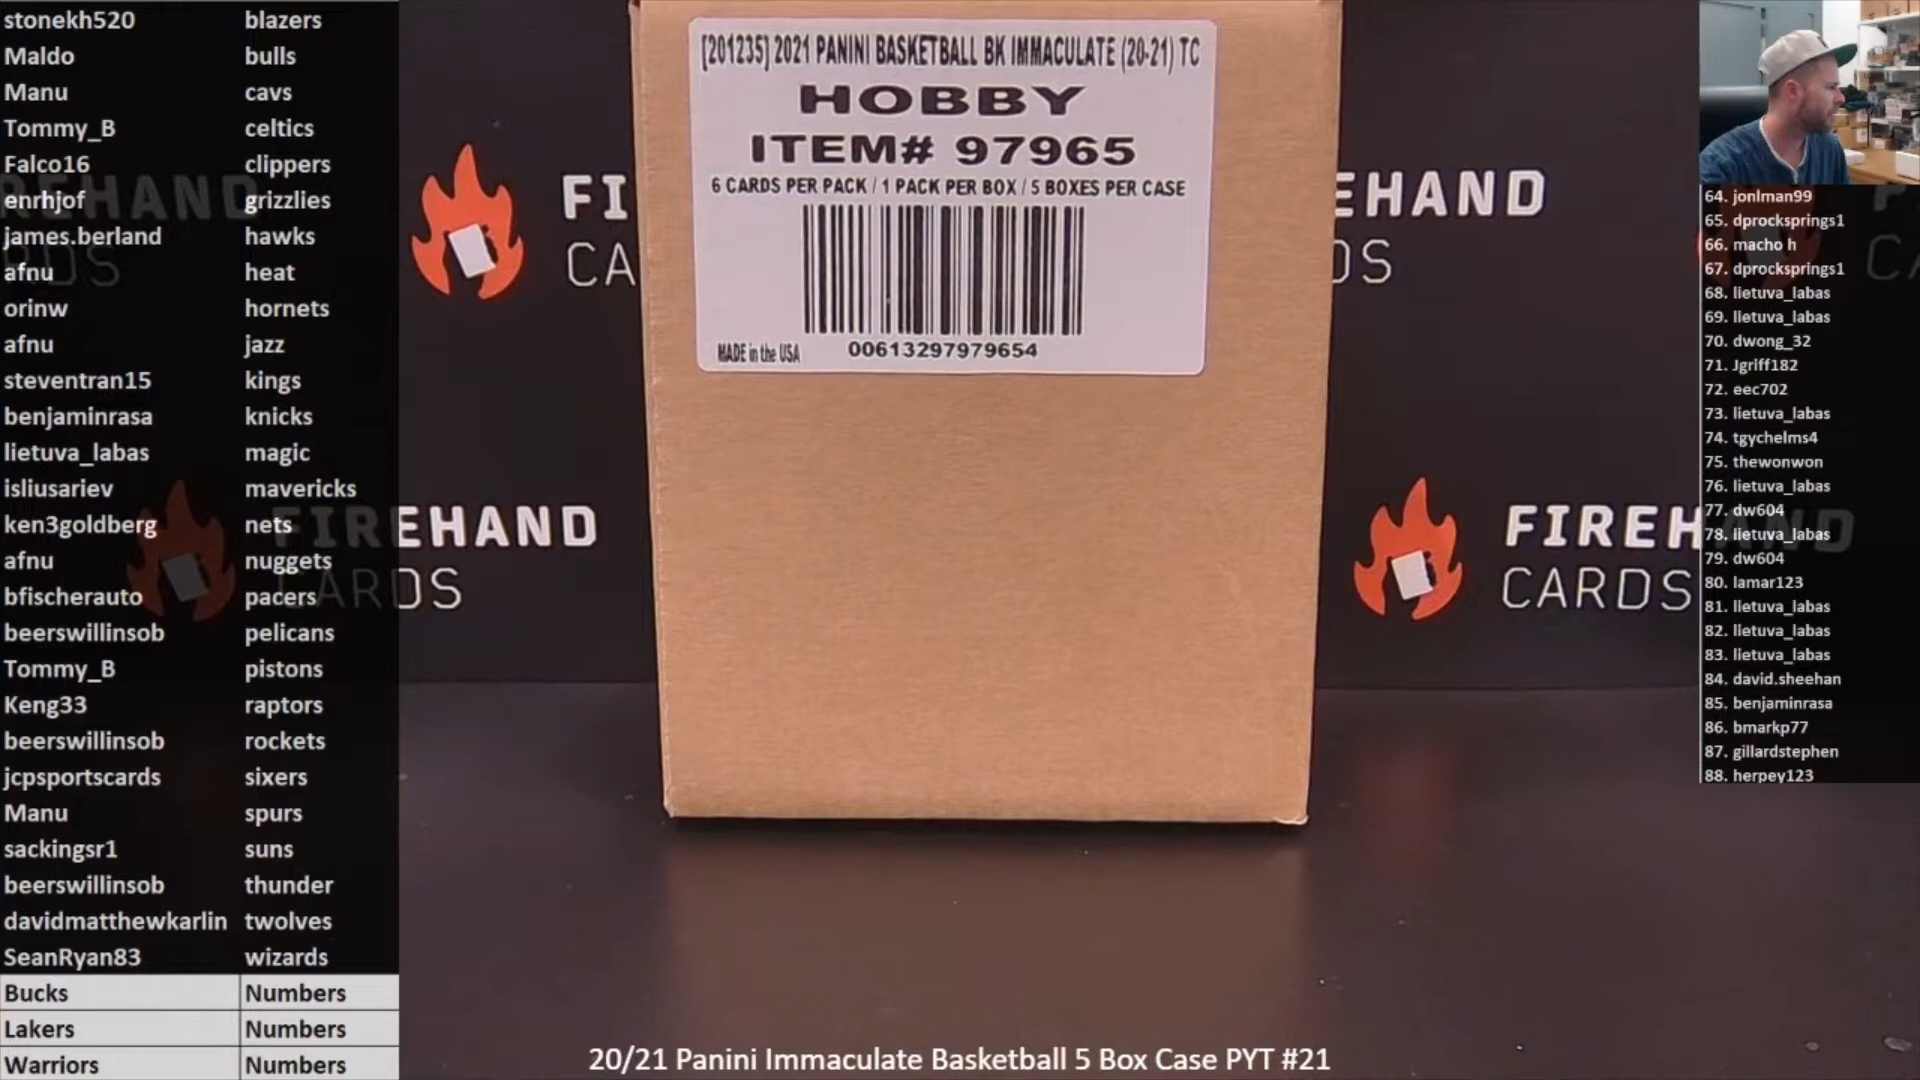 stonekh520 blazers
Maldo bulls
Manu cavs
Tommy_B celtics
Falco16 clippers
enrhjof grizzlies
james.berland hawks
afnu heat
orinw hornets
afnu jazz
steventran15 kings
benjaminrasa knicks
lietuva_labas magic
isliusariev mavericks
ken3goldberg nets
afnu nuggets
bfischerauto pacers
beerswillinsob pelicans
Tommy_B pistons
Keng33 raptors
beerswillinsob rockets
jcpsportscards sixers
Manu spurs
sackingsr1 suns
beerswillinsob thunder
davidmatthewkarlin twolves
SeanRyan83 wizards
Bucks Numbers
Lakers Numbers
Warriors Numbers
[201235] 2021 PANINI BASKETBALL BK IMMACULATE (20-21) TC
HOBBY
ITEM# 97965
6 CARDS PER PACK / 1 PACK PER BOX / 5 BOXES PER CASE
MADE in the USA 00613297979654
FIREHAND
CARDS
FIREHAND
CARDS
20/21 Panini Immaculate Basketball 5 Box Case PYT #21
64. jonlman99
65. dprocksprings1
66. macho h
67. dprocksprings1
68. lietuva_labas
69. lietuva_labas
70. dwong_32
71. Jgriff182
72. eec702
73. lietuva_labas
74. tgychelms4
75. thewonwon
76. lietuva_labas
77. dw604
78. lietuva_labas
79. dw604
80. lamar123
81. lietuva_labas
82. lietuva_labas
83. lietuva_labas
84. david.sheehan
85. benjaminrasa
86. bmarkp77
87. gillardstephen
88. herpey123